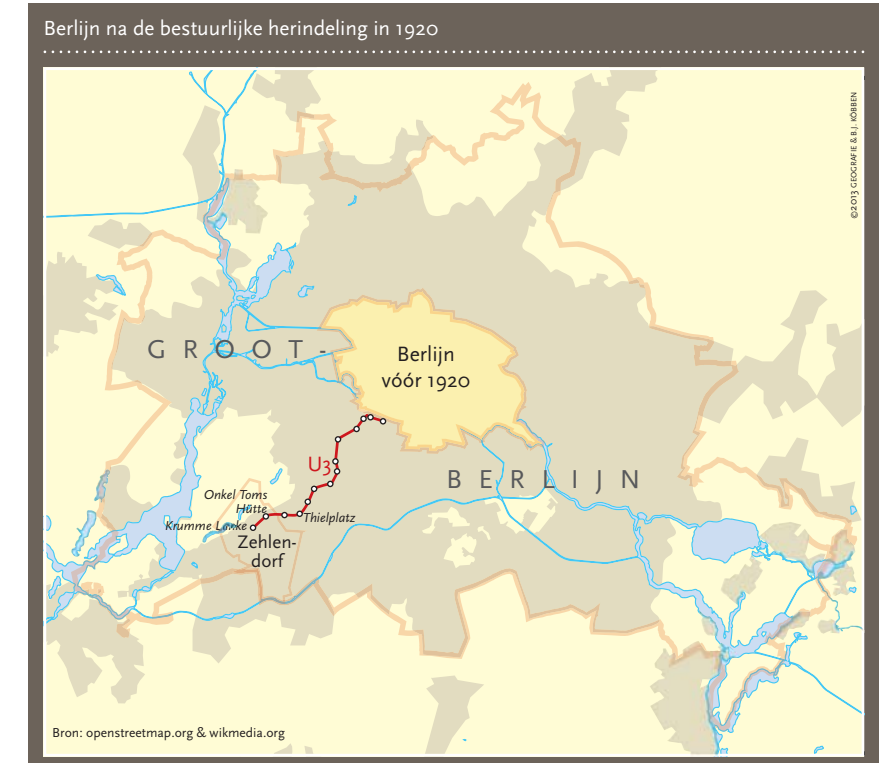 Berlijn na de bestuurlijke herindeling in 1920
©2013 GEOGRAFIE & B.J. KÖBBEN
GROOT-
Berlijn
vóór 1920
U3
BERLIJN
Onkel Toms
Hütte
Krumme Lanke
Thielplatz
Zehlen-
dorf
Bron: openstreetmap.org & wikmedia.org